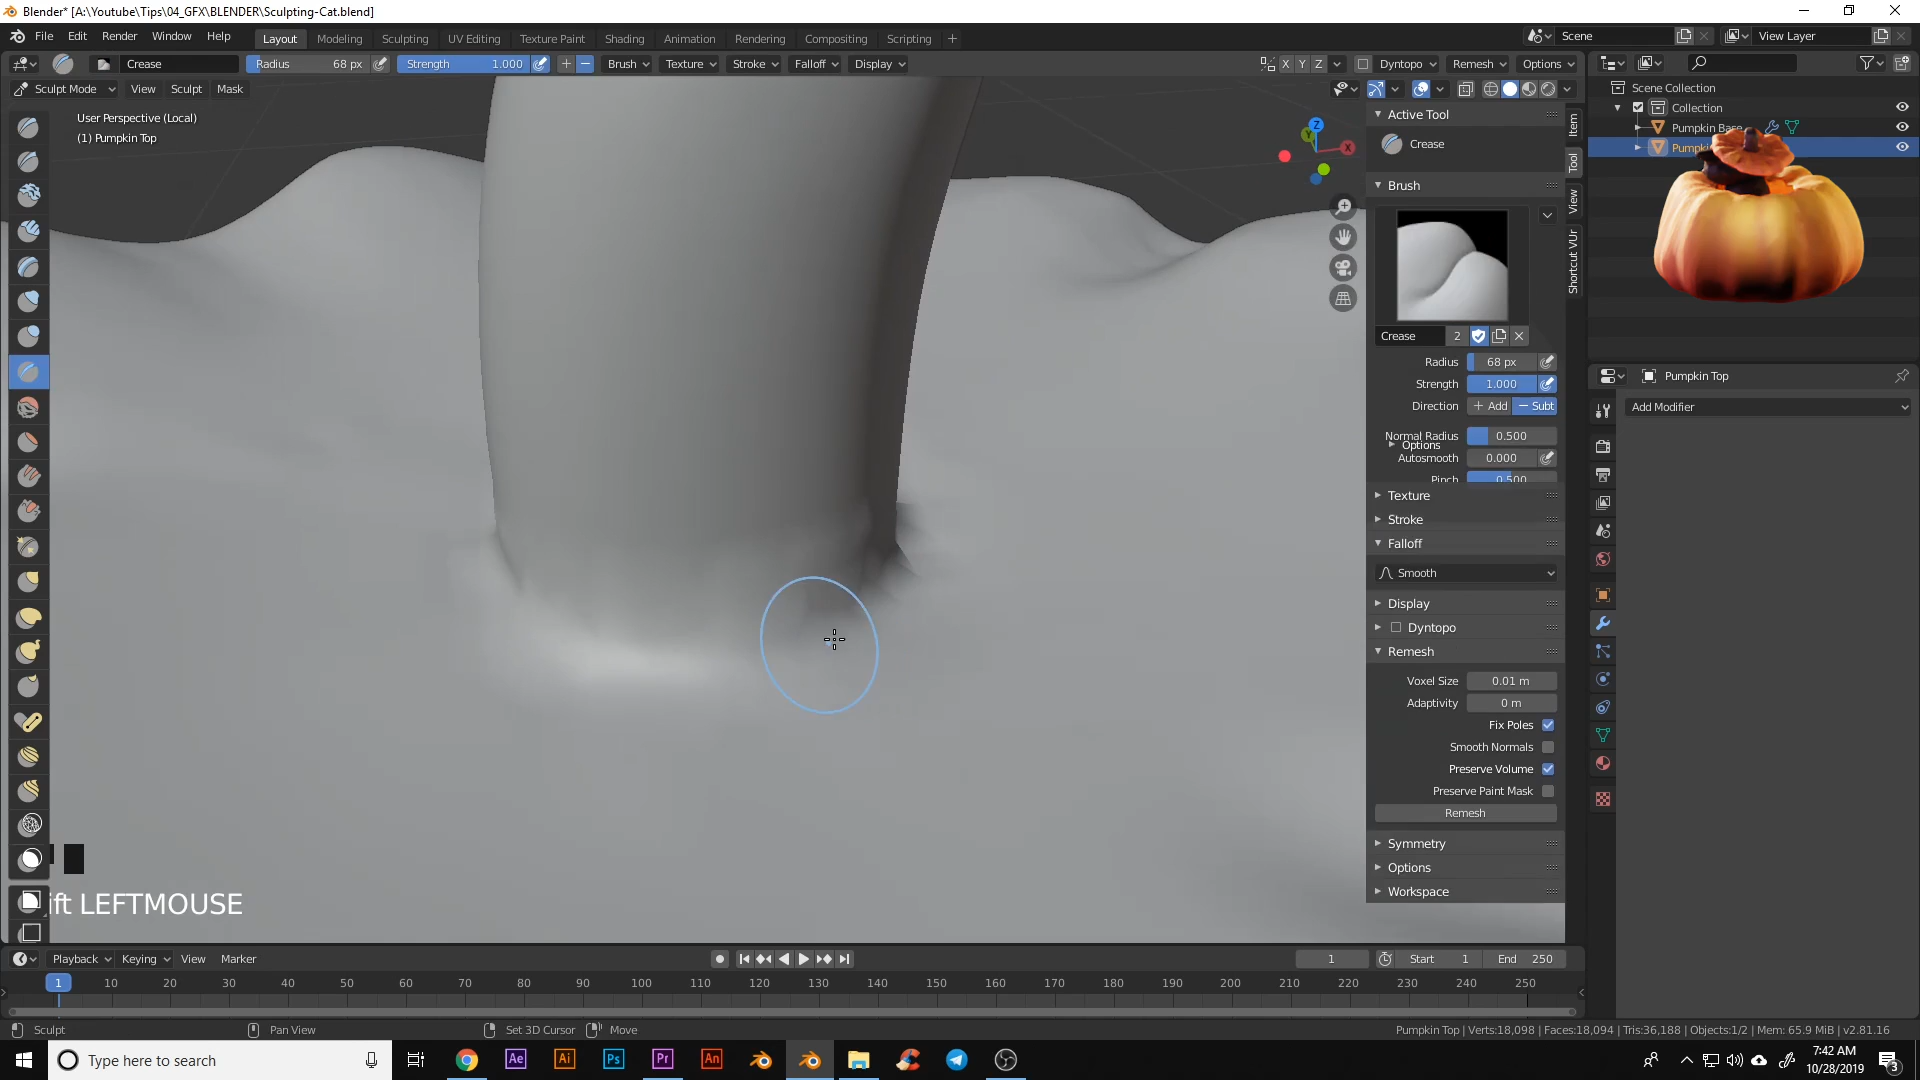 Blender* [A:\Youtube\Tips\04_GFX\BLENDER\Sculpting-Cat.blend]
File Edit Render Window Help Layout Modeling Sculpting UV Editing Texture Paint Shading Animation Rendering Compositing Scripting + Scene View Layer
Crease Radius 68 px Strength 1.000 Brush Texture Stroke Falloff Display X Y Z Dyntopo Remesh Options
Sculpt Mode View Sculpt Mask
User Perspective (Local)
(1) Pumpkin Top
Z
Y
X
Active Tool
Crease
Brush
Crease 2
Radius 68 px
Strength 1.000
Direction + Add − Subt
Normal Radius 0.500
Options
Autosmooth 0.000
Pinch 0.500
Texture
Stroke
Falloff
Smooth
Display
Dyntopo
Remesh
Voxel Size 0.01 m
Adaptivity 0 m
Fix Poles
Smooth Normals
Preserve Volume
Preserve Paint Mask
Remesh
Symmetry
Options
Workspace
Item
Tool
View
Shortcut VUr
Scene Collection
Collection
Pumpkin Base
Pumpki
Pumpkin Top
Add Modifier
ift LEFTMOUSE
Playback Keying View Marker 1 Start 1 End 250
1 10 20 30 40 50 60 70 80 90 100 110 120 130 140 150 160 170 180 190 200 210 220 230 240 250
Sculpt Pan View Set 3D Cursor Move Pumpkin Top | Verts:18,098 | Faces:18,094 | Tris:36,188 | Objects:1/2 | Mem: 65.9 MiB | v2.81.16
Type here to search Ae Ai Ps Pr An 7:42 AM
10/28/2019 3